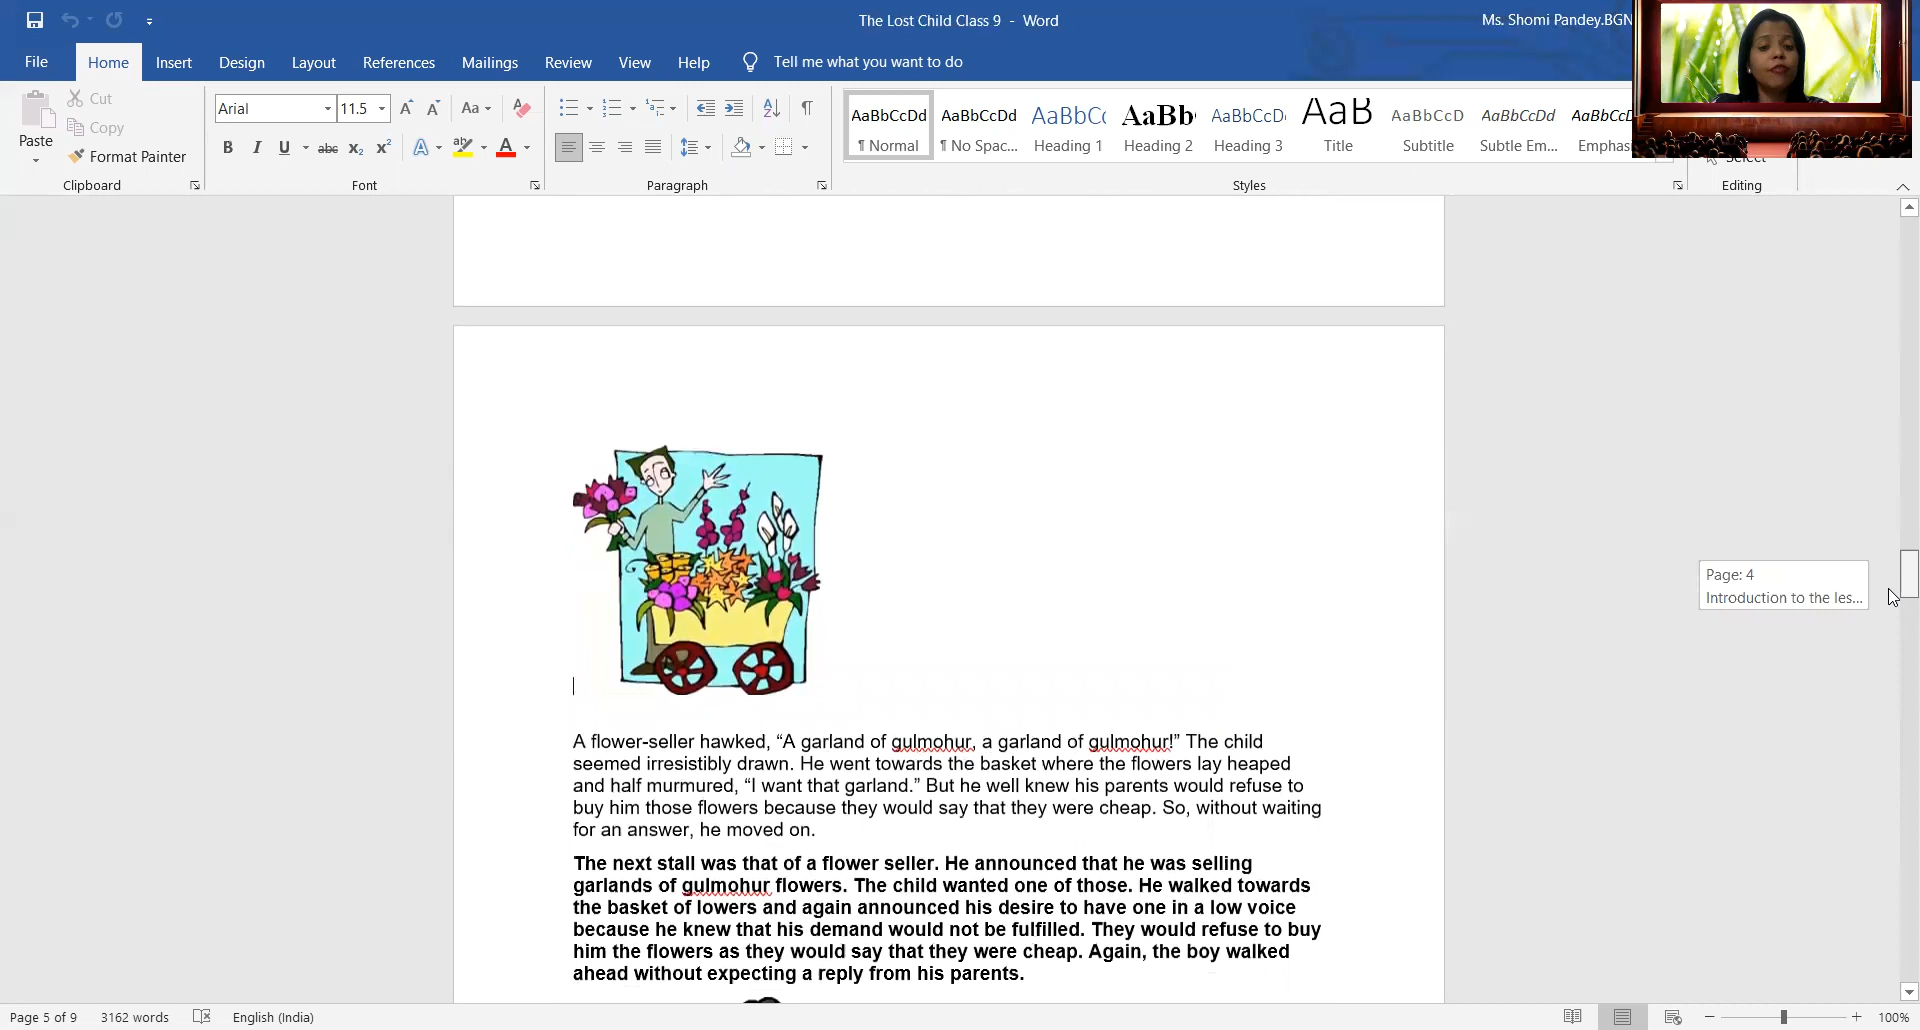 The Lost Child Class 9 - Word
Ms. Shomi Pandey.BGN
File Home Insert Design Layout References Mailings Review View Help Tell me what you want to do
Paste
Cut
Copy
Format Painter
Clipboard
Arial 11.5
Aa
B I U abc x₂ x² A ab A
Font
Paragraph
AaBbCcDd AaBbCcDd AaBbCc AaBb AaBbCcD AaB AaBbCcD AaBbCcDd AaBbCcD
¶ Normal ¶ No Spac... Heading 1 Heading 2 Heading 3 Title Subtitle Subtle Em... Emphas
Styles
Select
Editing
Page: 4
Introduction to the les...
A flower-seller hawked, “A garland of gulmohur, a garland of gulmohur!” The child
seemed irresistibly drawn. He went towards the basket where the flowers lay heaped
and half murmured, “I want that garland.” But he well knew his parents would refuse to
buy him those flowers because they would say that they were cheap. So, without waiting
for an answer, he moved on.
The next stall was that of a flower seller. He announced that he was selling
garlands of gulmohur flowers. The child wanted one of those. He walked towards
the basket of lowers and again announced his desire to have one in a low voice
because he knew that his demand would not be fulfilled. They would refuse to buy
him the flowers as they would say that they were cheap. Again, the boy walked
ahead without expecting a reply from his parents.
Page 5 of 9 3162 words English (India) 100%